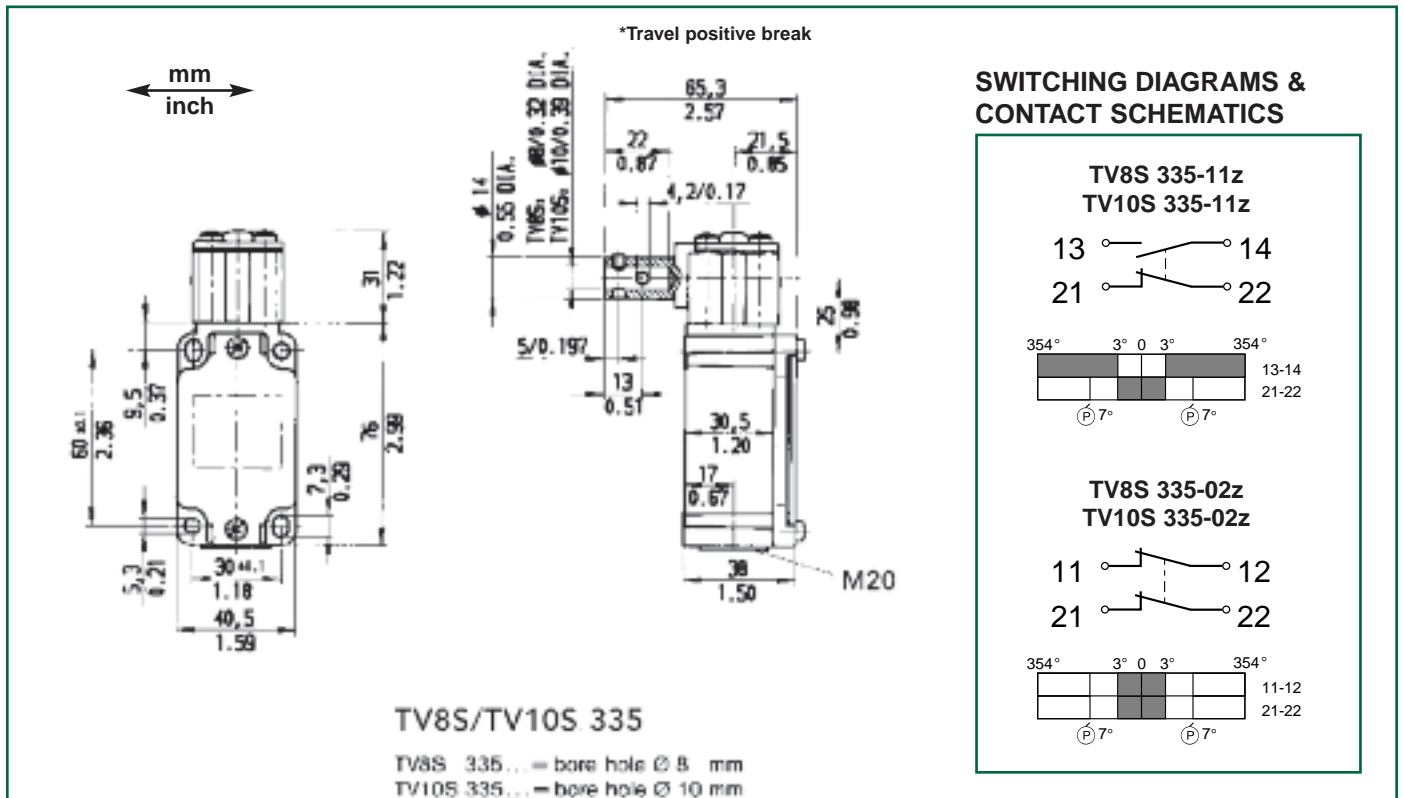 *Travel positive break
mm
inch
65,3
2.57
22
0.87
21,5
0.85
4,2/0.17
ø 14
0.55 DIA.
TV8S: ø8/0.32 DIA.
TV10S: ø10/0.39 DIA.
31
1.22
25
0.98
5/0.197
13
0.51
9,5
0.37
60 ±0.1
2.36
76
2.99
7,3
0.29
30,5
1.20
17
0.67
5,3
0.21
30 ±0.1
1.18
40,5
1.59
38
1.50
M20
TV8S/TV10S 335
TV8S 335... = bore hole Ø 8 mm
TV10S 335... = bore hole Ø 10 mm
SWITCHING DIAGRAMS &
CONTACT SCHEMATICS
TV8S 335-11z
TV10S 335-11z
13 14
21 22
354° 3° 0 3° 354°
13-14
21-22
P 7° P 7°
TV8S 335-02z
TV10S 335-02z
11 12
21 22
354° 3° 0 3° 354°
11-12
21-22
P 7° P 7°